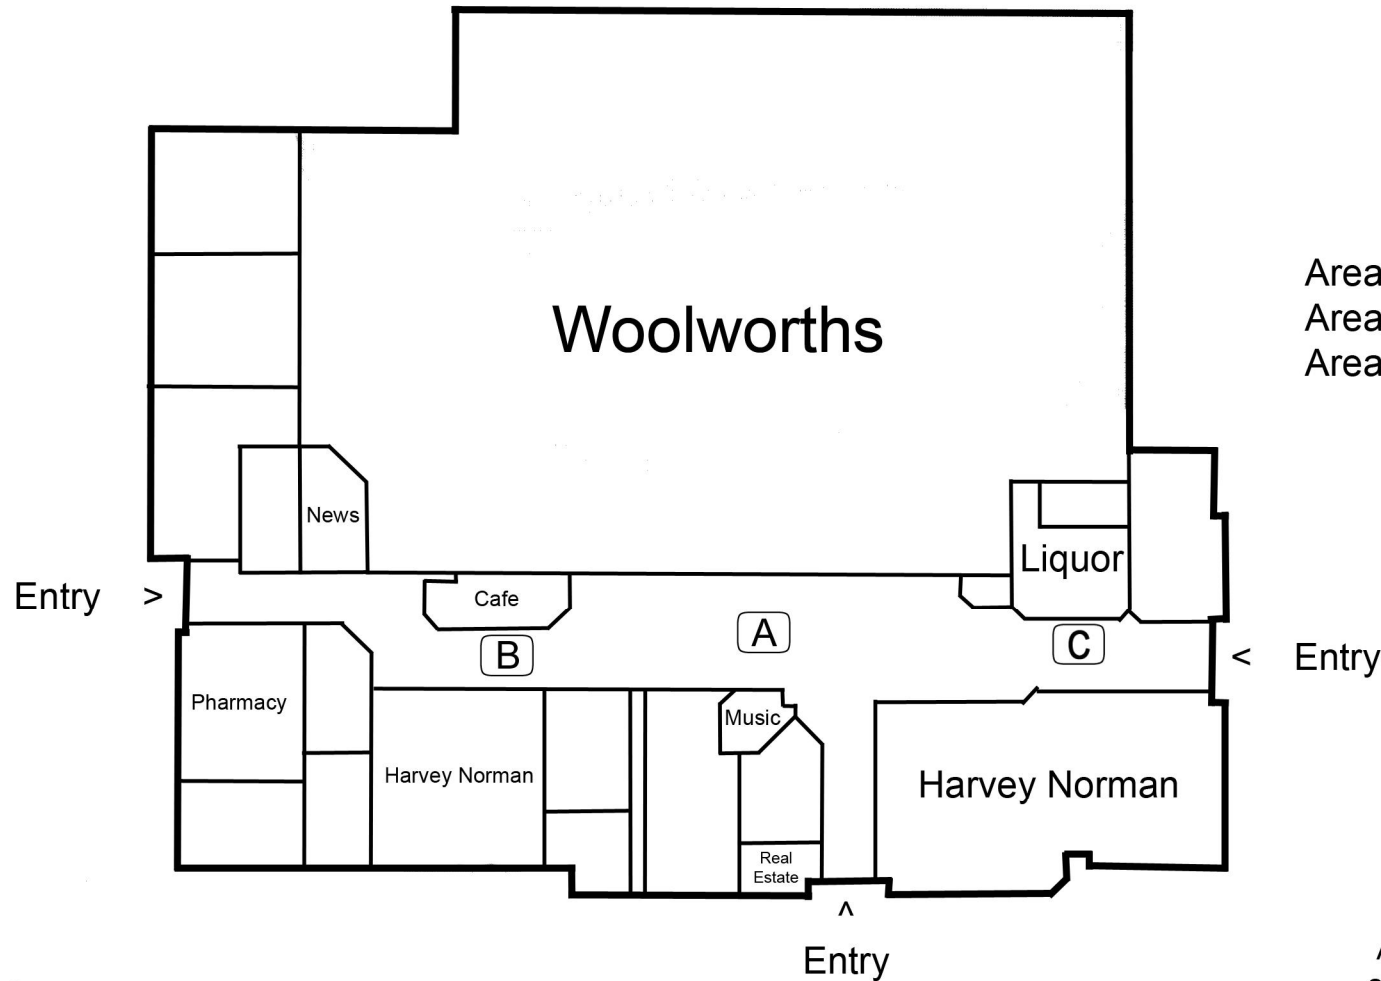 Woolworths
Area
Area
Area
News
Liquor
Entry >
Cafe
A
B
C
< Entry
Pharmacy
Music
Harvey Norman
Harvey Norman
Real
Estate
^
Entry